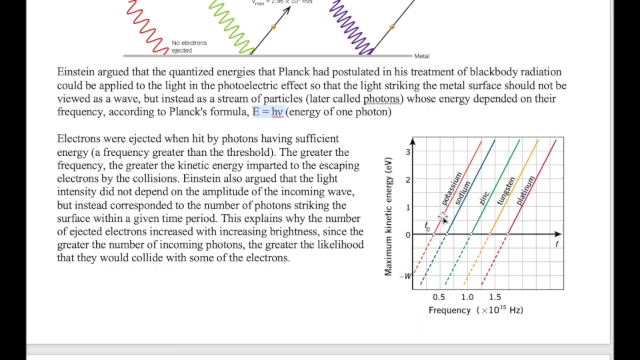 No electrons
ejected
Metal
Einstein argued that the quantized energies that Planck had postulated in his treatment of blackbody radiation
could be applied to the light in the photoelectric effect so that the light striking the metal surface should not be
viewed as a wave, but instead as a stream of particles (later called photons) whose energy depended on their
frequency, according to Planck's formula, E = hν (energy of one photon)
Electrons were ejected when hit by photons having sufficient
energy (a frequency greater than the threshold). The greater
the frequency, the greater the kinetic energy imparted to the escaping
electrons by the collisions. Einstein also argued that the light
intensity did not depend on the amplitude of the incoming wave,
but instead corresponded to the number of photons striking the
surface within a given time period. This explains why the number
of ejected electrons increased with increasing brightness, since
the greater the number of incoming photons, the greater the likelihood
that they would collide with some of the electrons.
Maximum kinetic energy (eV)
3
2
1
0
−W
potassium
sodium
zinc
tungsten
platinum
f₀
f
0.5 1.0 1.5
Frequency (×10¹⁵ Hz)